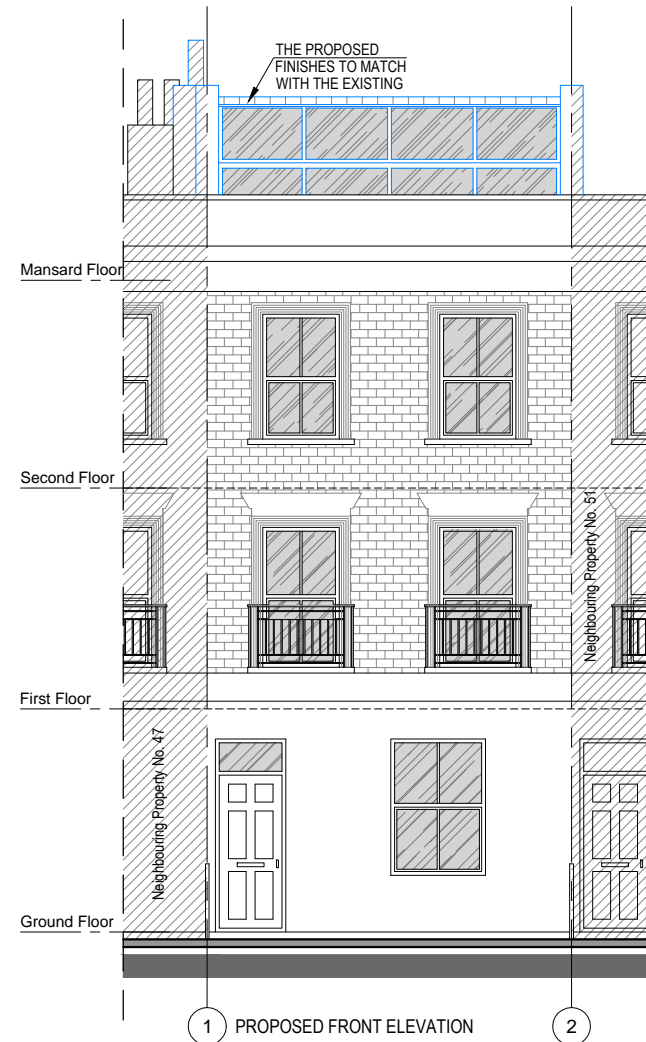 THE PROPOSED
FINISHES TO MATCH
WITH THE EXISTING
Mansard Floor
Second Floor
Neighbouring Property No. 51
First Floor
Neighbouring Property No. 47
Ground Floor
1 PROPOSED FRONT ELEVATION 2